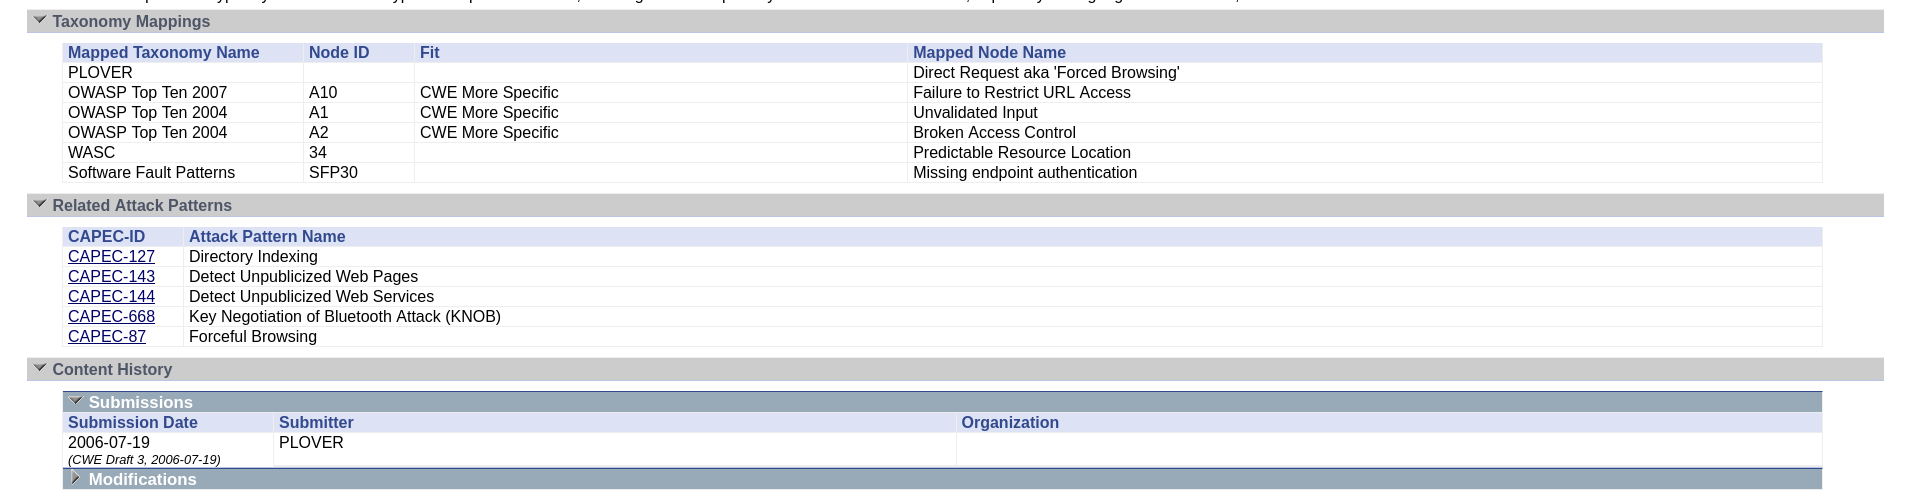 Taxonomy Mappings
Mapped Taxonomy Name Node ID Fit Mapped Node Name
PLOVER Direct Request aka 'Forced Browsing'
OWASP Top Ten 2007 A10 CWE More Specific Failure to Restrict URL Access
OWASP Top Ten 2004 A1 CWE More Specific Unvalidated Input
OWASP Top Ten 2004 A2 CWE More Specific Broken Access Control
WASC 34 Predictable Resource Location
Software Fault Patterns SFP30 Missing endpoint authentication
Related Attack Patterns
CAPEC-ID Attack Pattern Name
CAPEC-127 Directory Indexing
CAPEC-143 Detect Unpublicized Web Pages
CAPEC-144 Detect Unpublicized Web Services
CAPEC-668 Key Negotiation of Bluetooth Attack (KNOB)
CAPEC-87 Forceful Browsing
Content History
Submissions
Submission Date Submitter Organization
2006-07-19 PLOVER
(CWE Draft 3, 2006-07-19)
Modifications